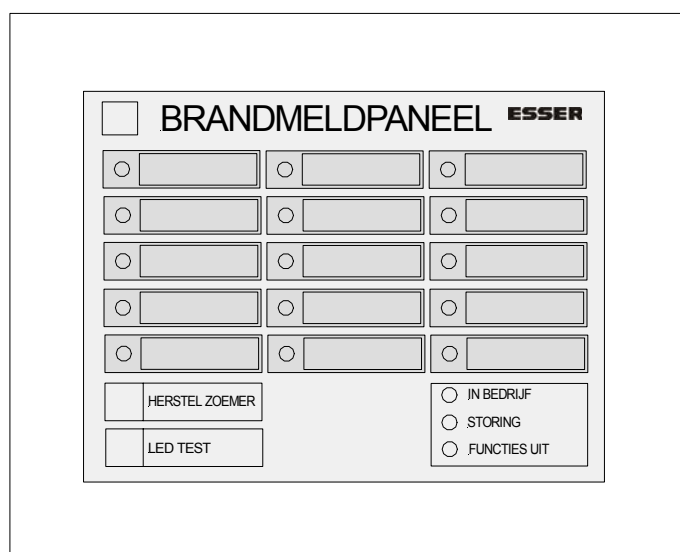 BRANDMELDPANEEL ESSER
HERSTEL ZOEMER
LED TEST
IN BEDRIJF
STORING
FUNCTIES UIT